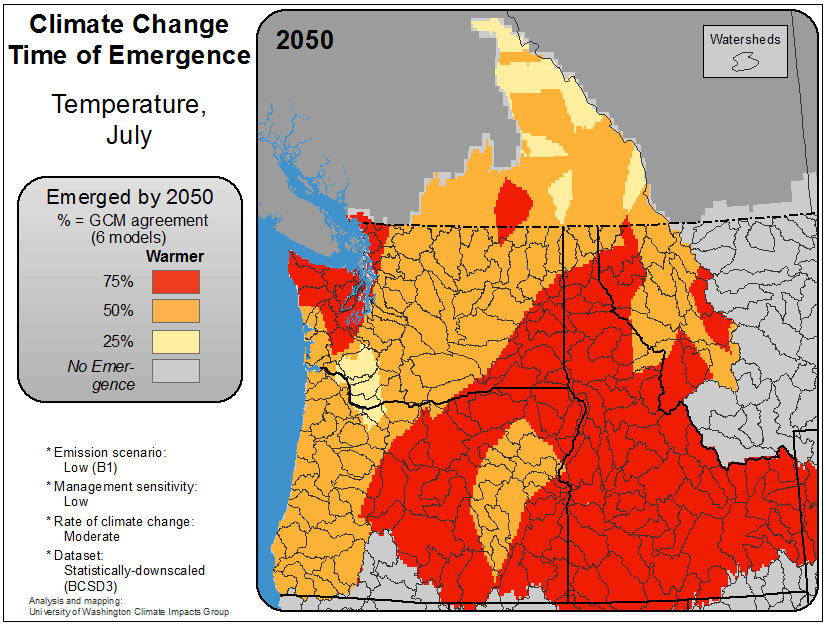 Climate Change
Time of Emergence
Temperature,
July
Emerged by 2050
% = GCM agreement
(6 models)
Warmer
75%
50%
25%
No Emer-
gence
* Emission scenario:
Low (B1)
* Management sensitivity:
Low
* Rate of climate change:
Moderate
* Dataset:
Statistically-downscaled
(BCSD3)
Analysis and mapping:
University of Washington Climate Impacts Group
2050
Watersheds